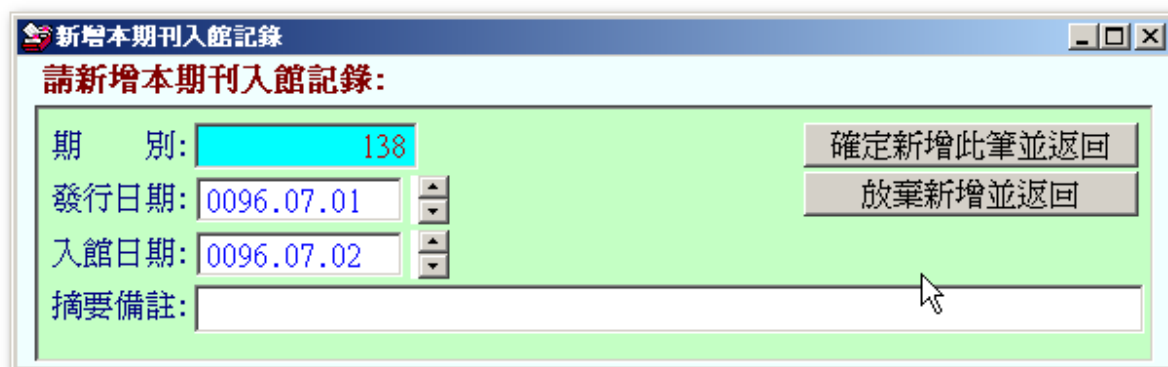 新增本期刊入館記錄
請新增本期刊入館記錄:
期 別: 138 確定新增此筆並返回
發行日期: 0096.07.01 放棄新增並返回
入館日期: 0096.07.02
摘要備註: